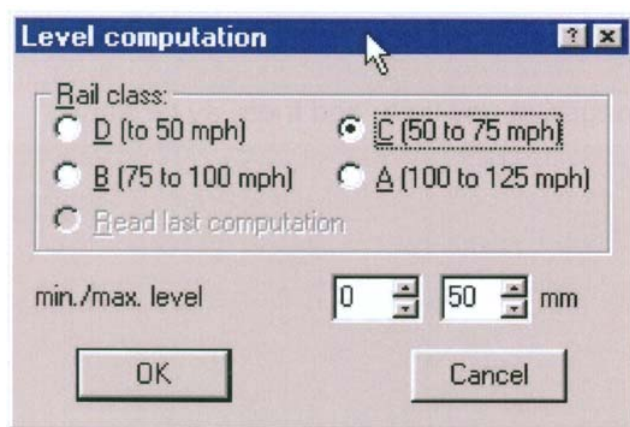 Level computation
Rail class:
D (to 50 mph) C (50 to 75 mph)
B (75 to 100 mph) A (100 to 125 mph)
Read last computation
min./max. level 0 50 mm
OK Cancel